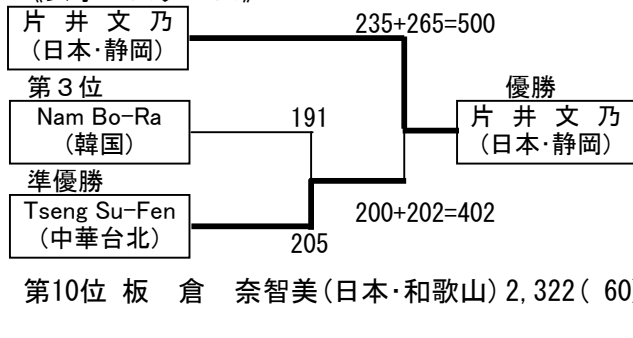 片 井 文 乃
(日本･静岡)
235+265=500
第３位
優勝
Nam Bo-Ra
(韓国)
191
片 井 文 乃
(日本･静岡)
準優勝
Tseng Su-Fen
(中華台北)
200+202=402
205
第10位 板 倉 奈智美(日本･和歌山) 2,322( 60)